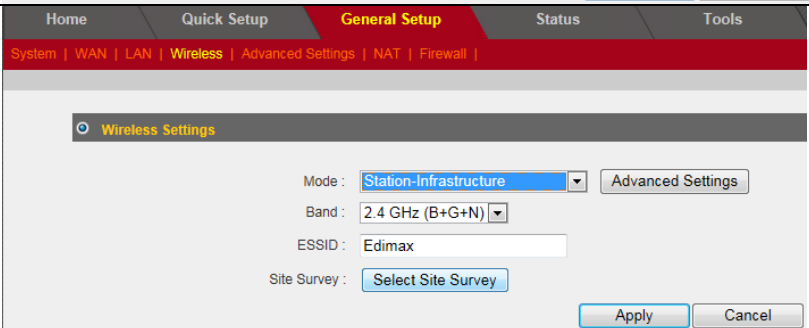 Home Quick Setup General Setup Status Tools
System | WAN | LAN | Wireless | Advanced Settings | NAT | Firewall |
Wireless Settings
Mode : Station-Infrastructure Advanced Settings
Band : 2.4 GHz (B+G+N)
ESSID : Edimax
Site Survey : Select Site Survey
Apply Cancel